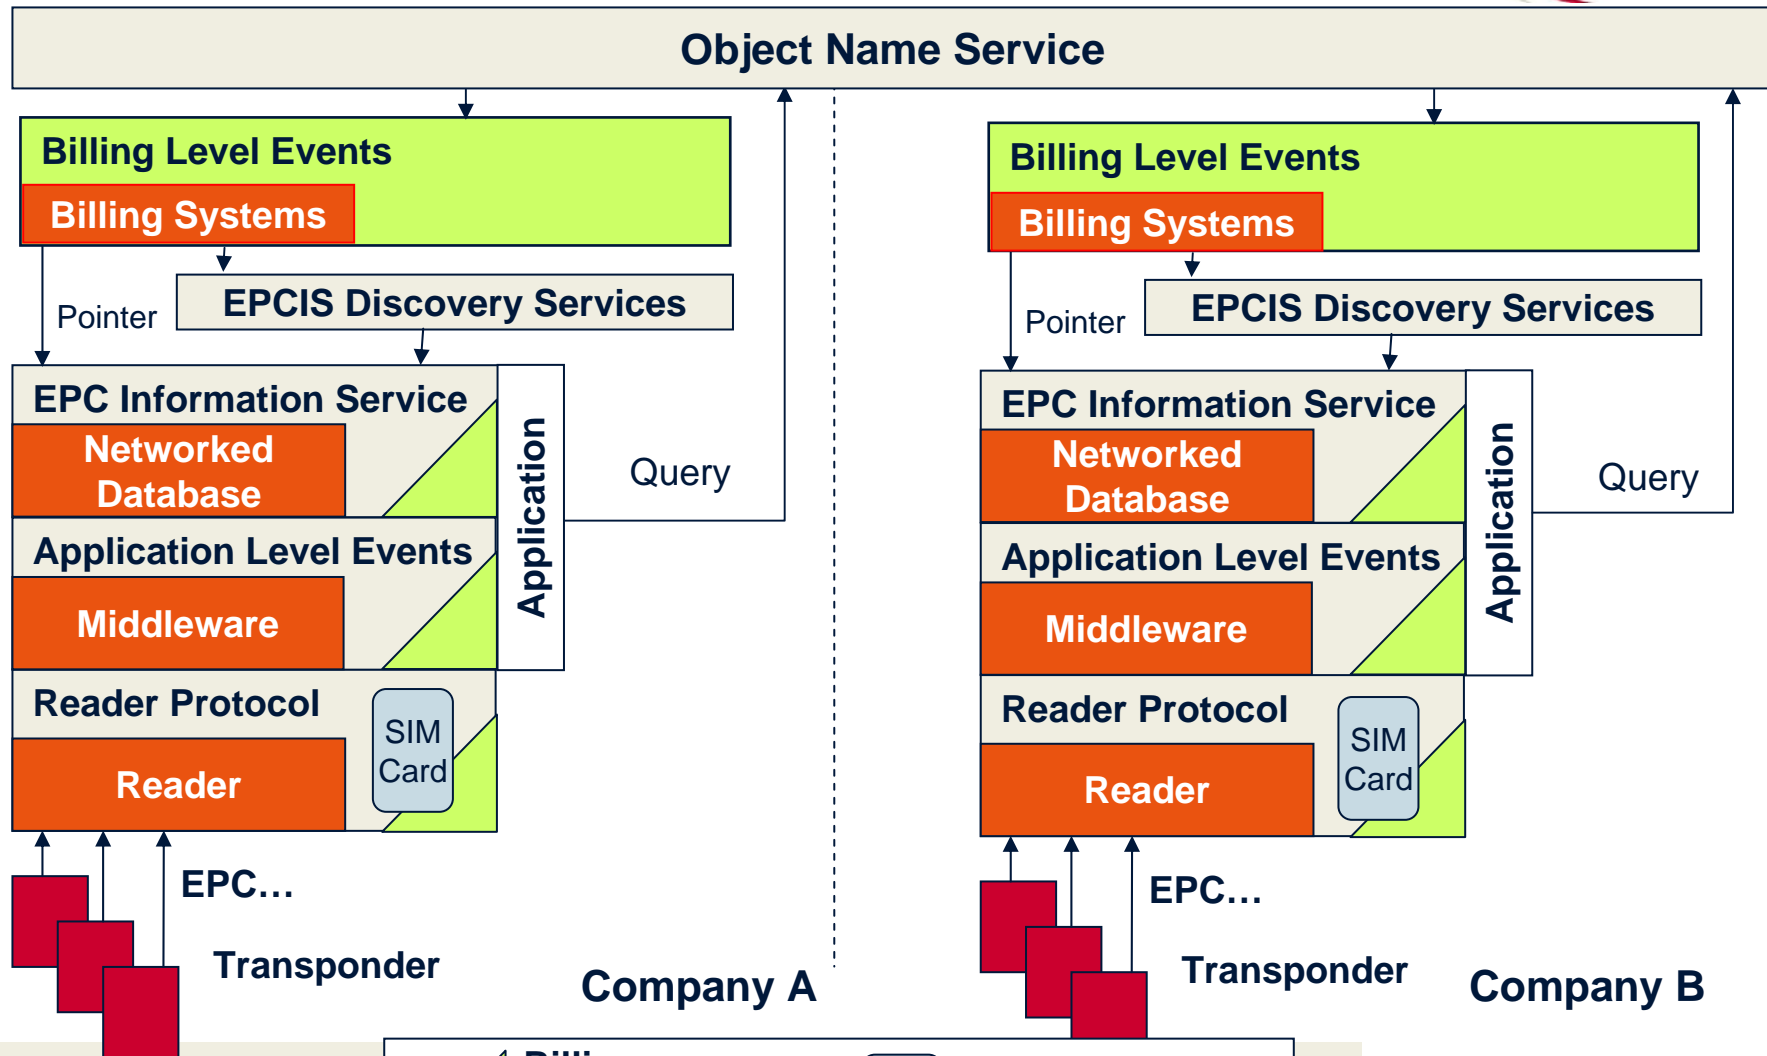 Object Name Service
Billing Level Events
Billing Systems
Pointer
EPCIS Discovery Services
EPC Information Service
Networked
Database
Application Level Events
Middleware
Application
Query
Reader Protocol
SIM
Card
Reader
EPC...
Transponder
Company A
Billing Level Events
Billing Systems
Pointer
EPCIS Discovery Services
EPC Information Service
Networked
Database
Application Level Events
Middleware
Application
Query
Reader Protocol
SIM
Card
Reader
EPC...
Transponder
Company B